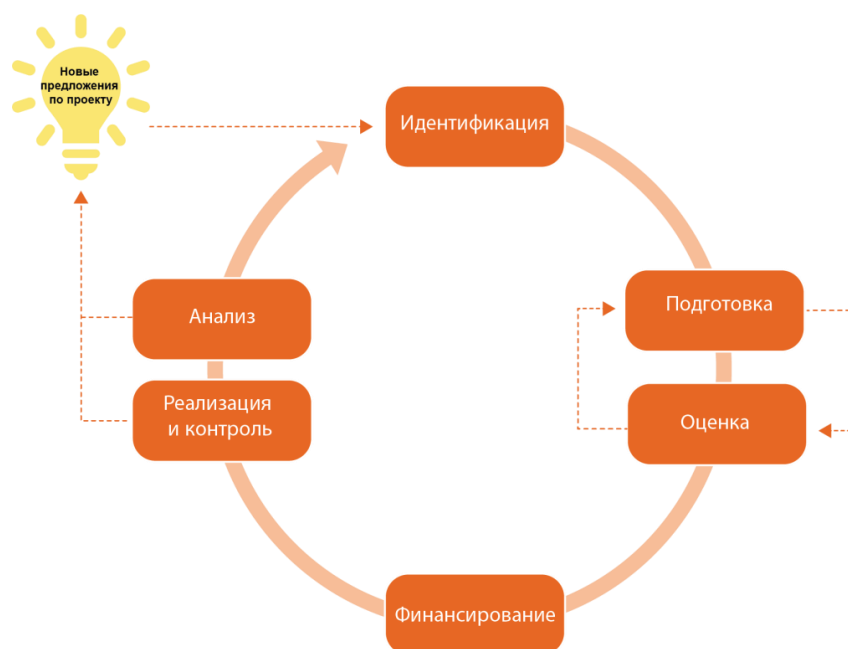 Новые
предложения
по проекту
Идентификация
Подготовка
Оценка
Финансирование
Реализация
и контроль
Анализ